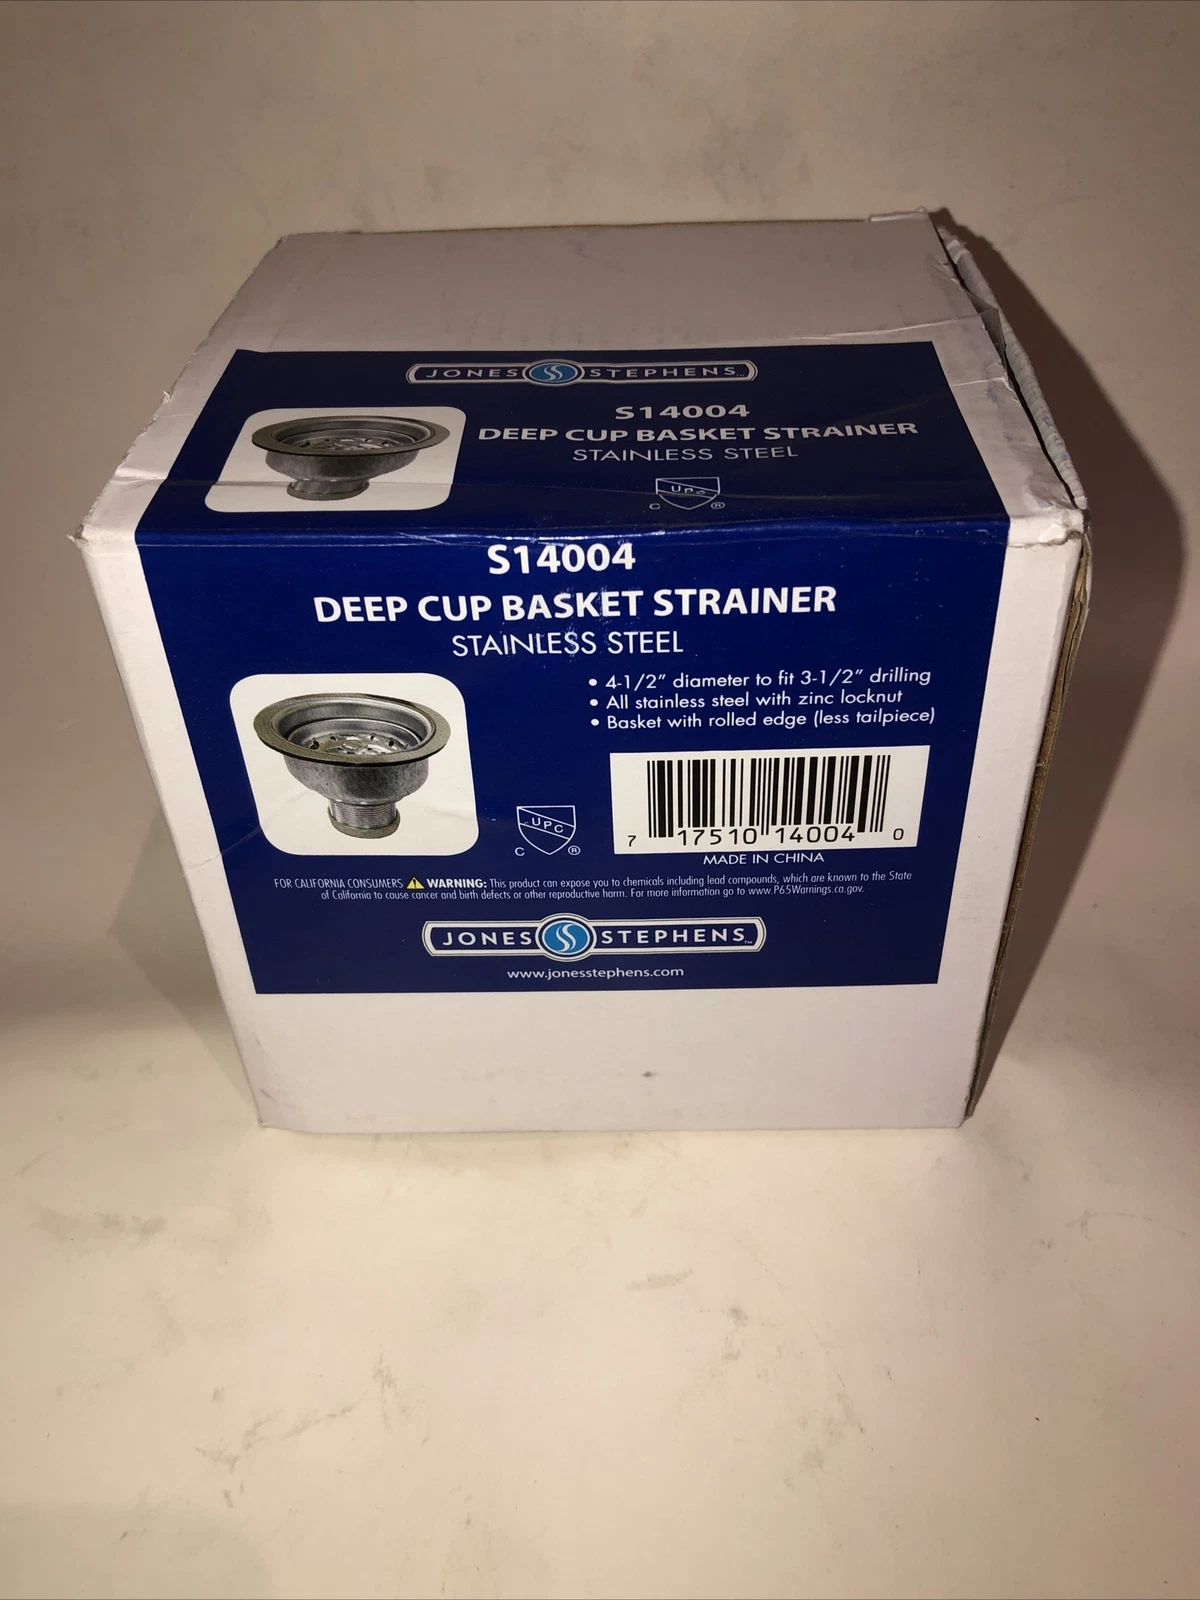 JONES STEPHENS
S14004
DEEP CUP BASKET STRAINER
STAINLESS STEEL
UPC
C ®
S14004
DEEP CUP BASKET STRAINER
STAINLESS STEEL
• 4-1/2" diameter to fit 3-1/2" drilling
• All stainless steel with zinc locknut
• Basket with rolled edge (less tailpiece)
UPC
C ®
7 17510 14004 0
MADE IN CHINA
FOR CALIFORNIA CONSUMERS ⚠ WARNING: This product can expose you to chemicals including lead compounds, which are known to the State
of California to cause cancer and birth defects or other reproductive harm. For more information go to www.P65Warnings.ca.gov.
JONES STEPHENS™
www.jonesstephens.com